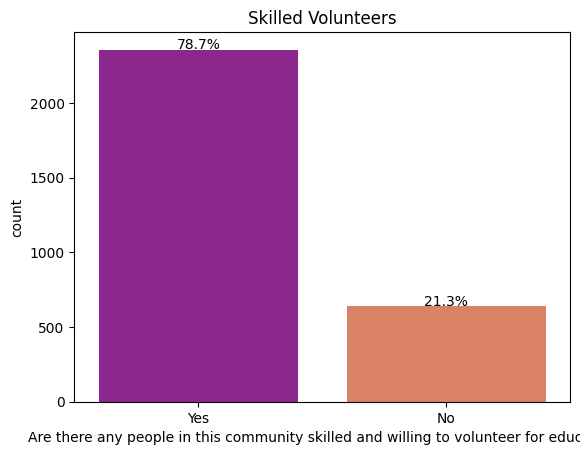 Skilled Volunteers
78.7%
21.3%
count
2000
1500
1000
500
0
Yes
No
Are there any people in this community skilled and willing to volunteer for educ